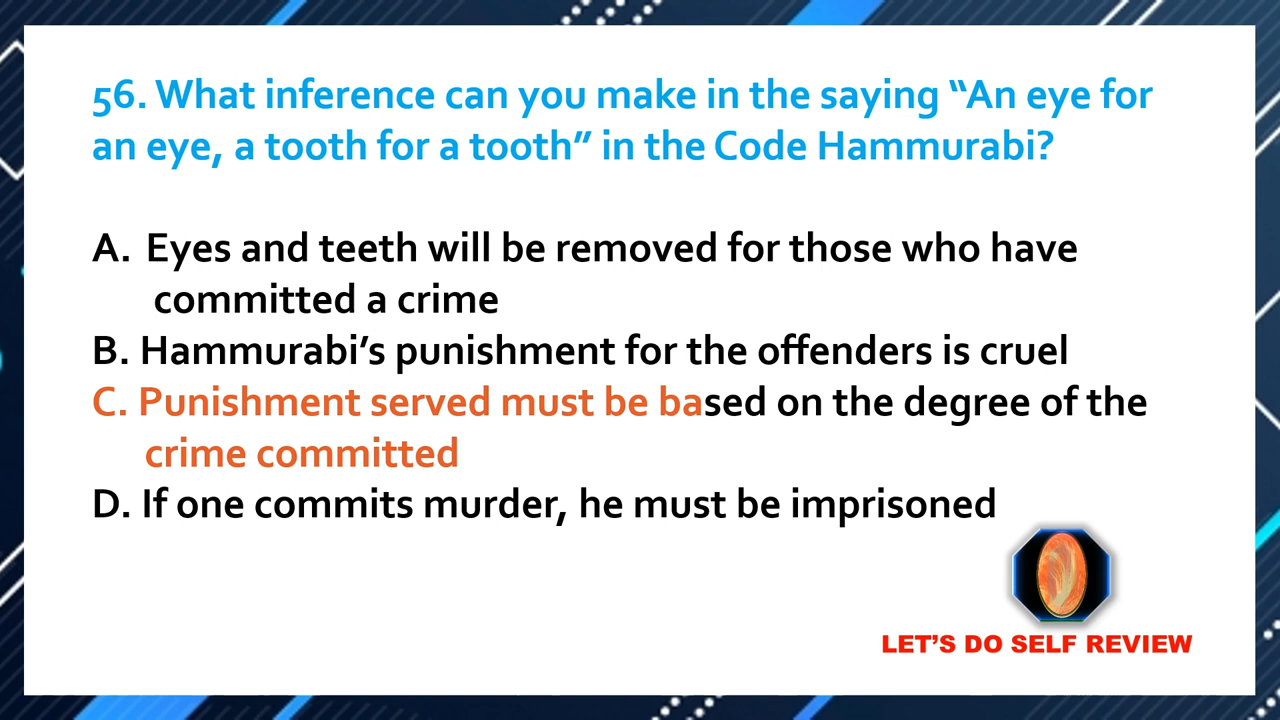 56. What inference can you make in the saying “An eye for
an eye, a tooth for a tooth” in the Code Hammurabi?
A. Eyes and teeth will be removed for those who have
committed a crime
B. Hammurabi’s punishment for the offenders is cruel
C. Punishment served must be based on the degree of the
crime committed
D. If one commits murder, he must be imprisoned
LET’S DO SELF REVIEW